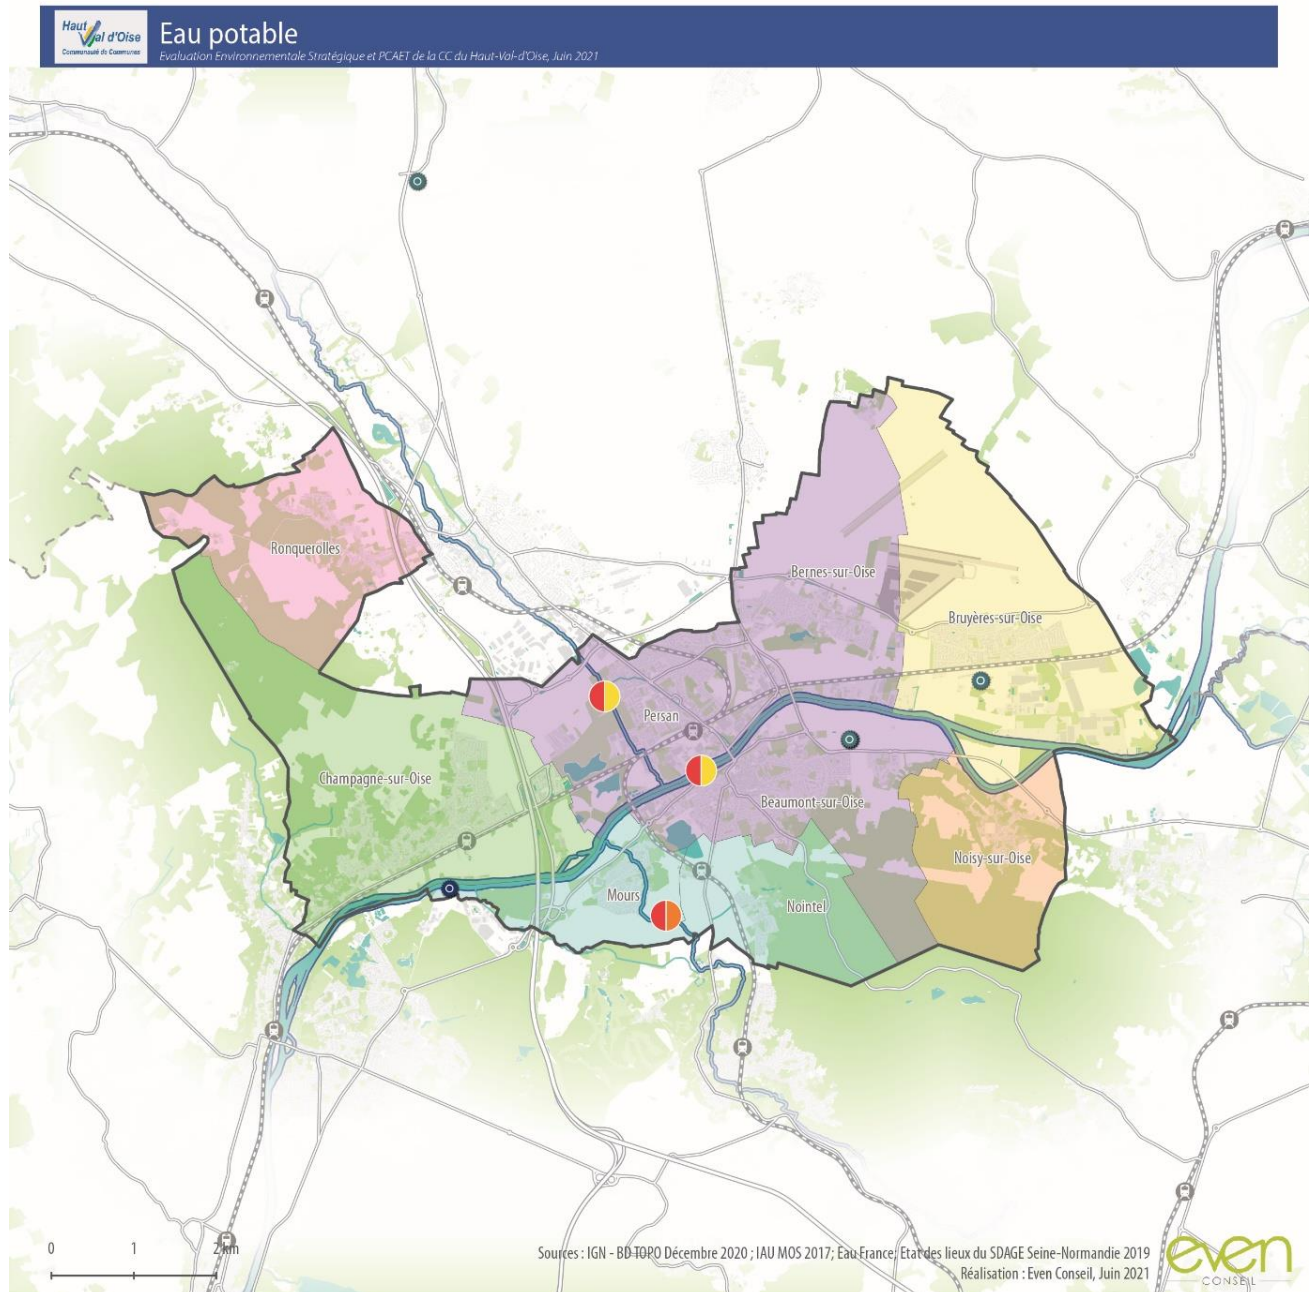 Haut Val d'Oise
Communauté de Communes
Eau potable
Evaluation Environnementale Stratégique et PCAET de la CC du Haut-Val-d'Oise, Juin 2021
Ronquerolles
Bernes-sur-Oise
Bruyères-sur-Oise
Persan
Champagne-sur-Oise
Beaumont-sur-Oise
Noisy-sur-Oise
Mours
Nointel
0 1 2 km
Sources : IGN - BD TOPO Décembre 2020 ; IAU MOS 2017; Eau France; Etat des lieux du SDAGE Seine-Normandie 2019
Réalisation : Even Conseil, Juin 2021
even
CONSEIL